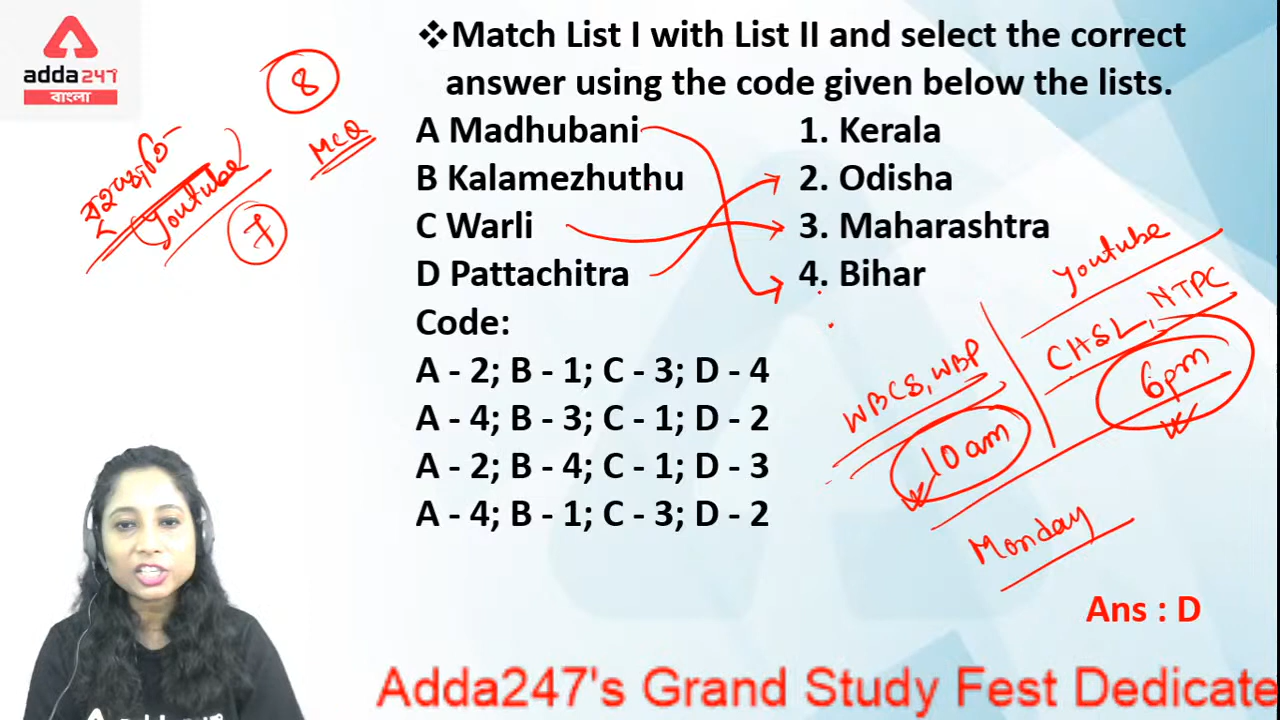 adda247
বাংলা
❖Match List I with List II and select the correct
answer using the code given below the lists.
A Madhubani 1. Kerala
B Kalamezhuthu 2. Odisha
C Warli 3. Maharashtra
D Pattachitra 4. Bihar
Code:
A - 2; B - 1; C - 3; D - 4
A - 4; B - 3; C - 1; D - 2
A - 2; B - 4; C - 1; D - 3
A - 4; B - 1; C - 3; D - 2
8
MCQ
বৃহস্পতি
Youtube
7
Youtube
CHSL, NTPC
6pm
WBCS, WBP
10am
Monday
Ans : D
Adda247's Grand Study Fest Dedicate